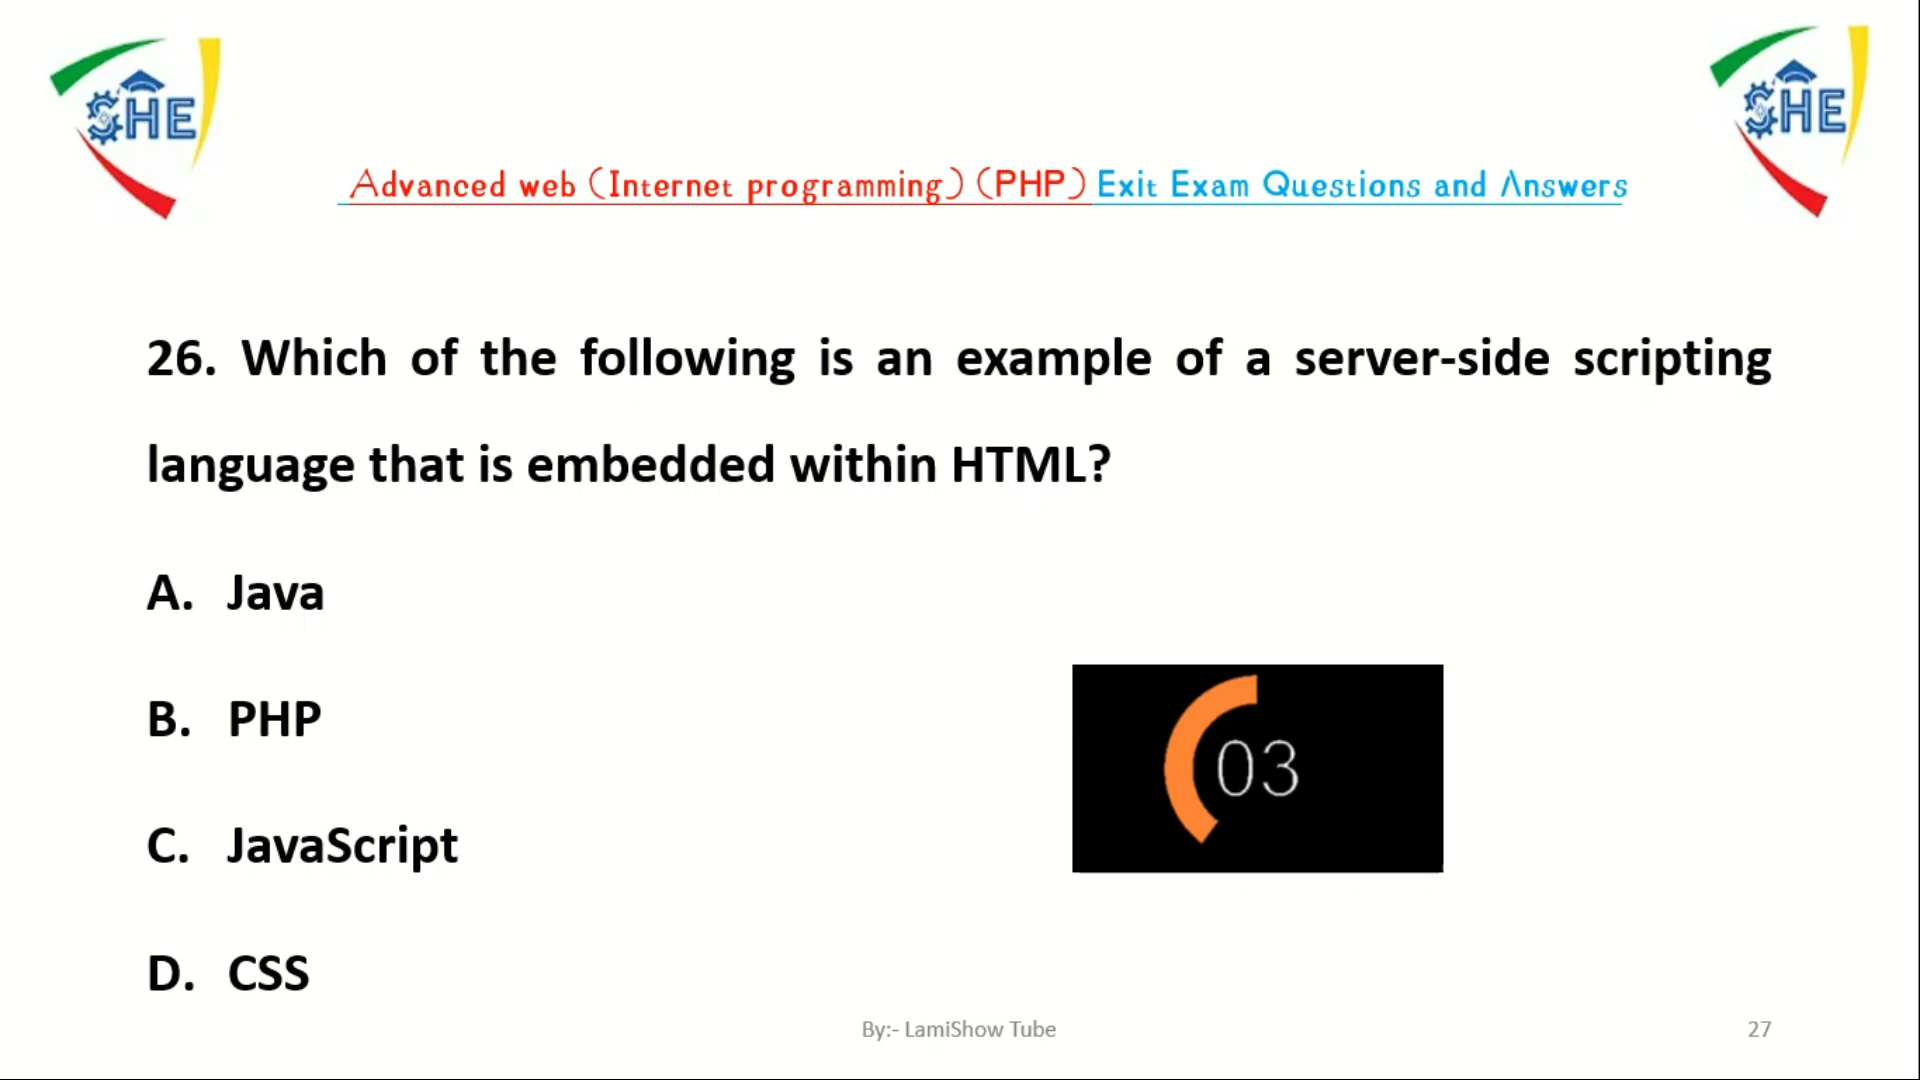 SHE
SHE
Advanced web (Internet programming) (PHP) Exit Exam Questions and Answers
26. Which of the following is an example of a server-side scripting
language that is embedded within HTML?
A. Java
B. PHP
03
C. JavaScript
D. CSS
By:- LamiShow Tube
27